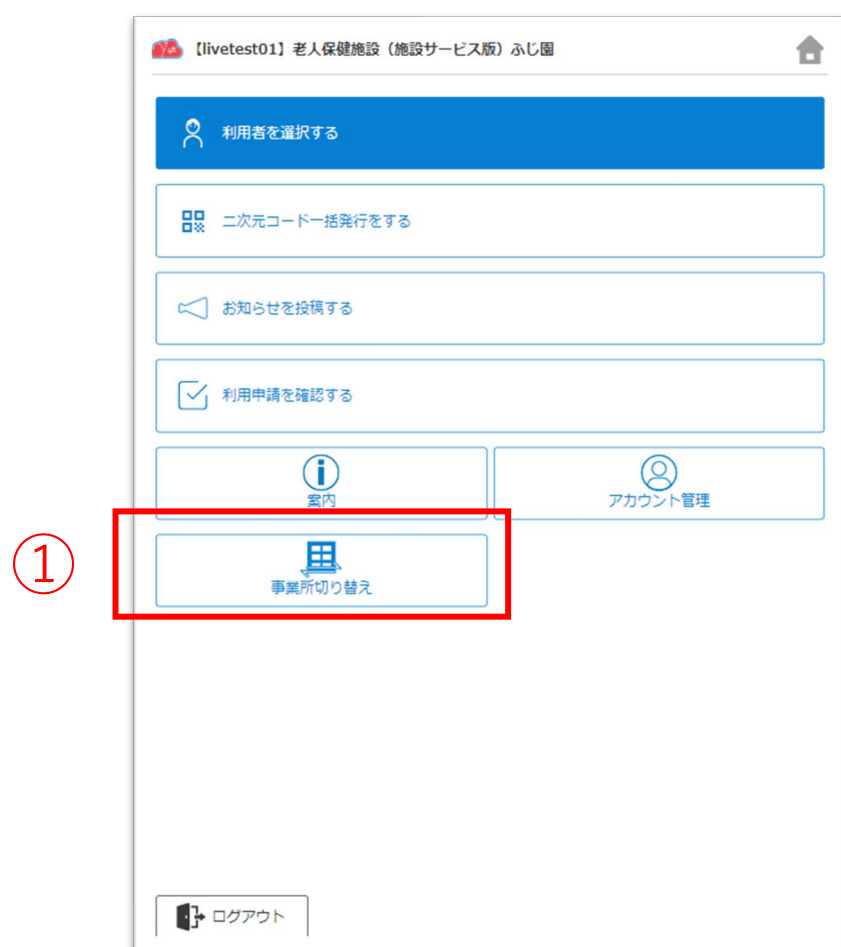 【livetest01】老人保健施設（施設サービス版）ふじ園
利用者を選択する
二次元コード一括発行をする
お知らせを投稿する
利用申請を確認する
案内
アカウント管理
①
事業所切り替え
ログアウト